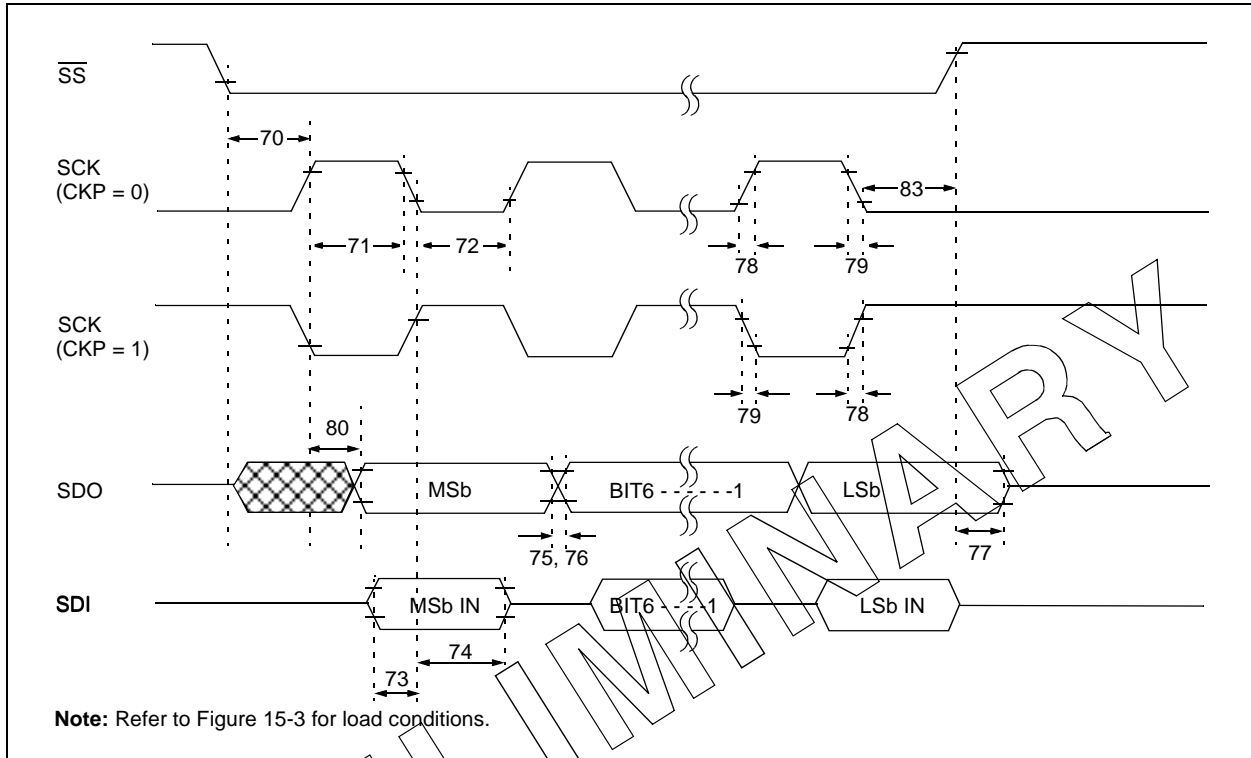 SS
70
SCK
(CKP = 0)
83
71
72
78
79
SCK
(CKP = 1)
79
78
80
SDO
MSb
BIT6 - - - - - -1
LSb
75, 76
77
SDI
MSb IN
BIT6 - - - - -1
LSb IN
74
73
Note: Refer to Figure 15-3 for load conditions.
LIMINARY